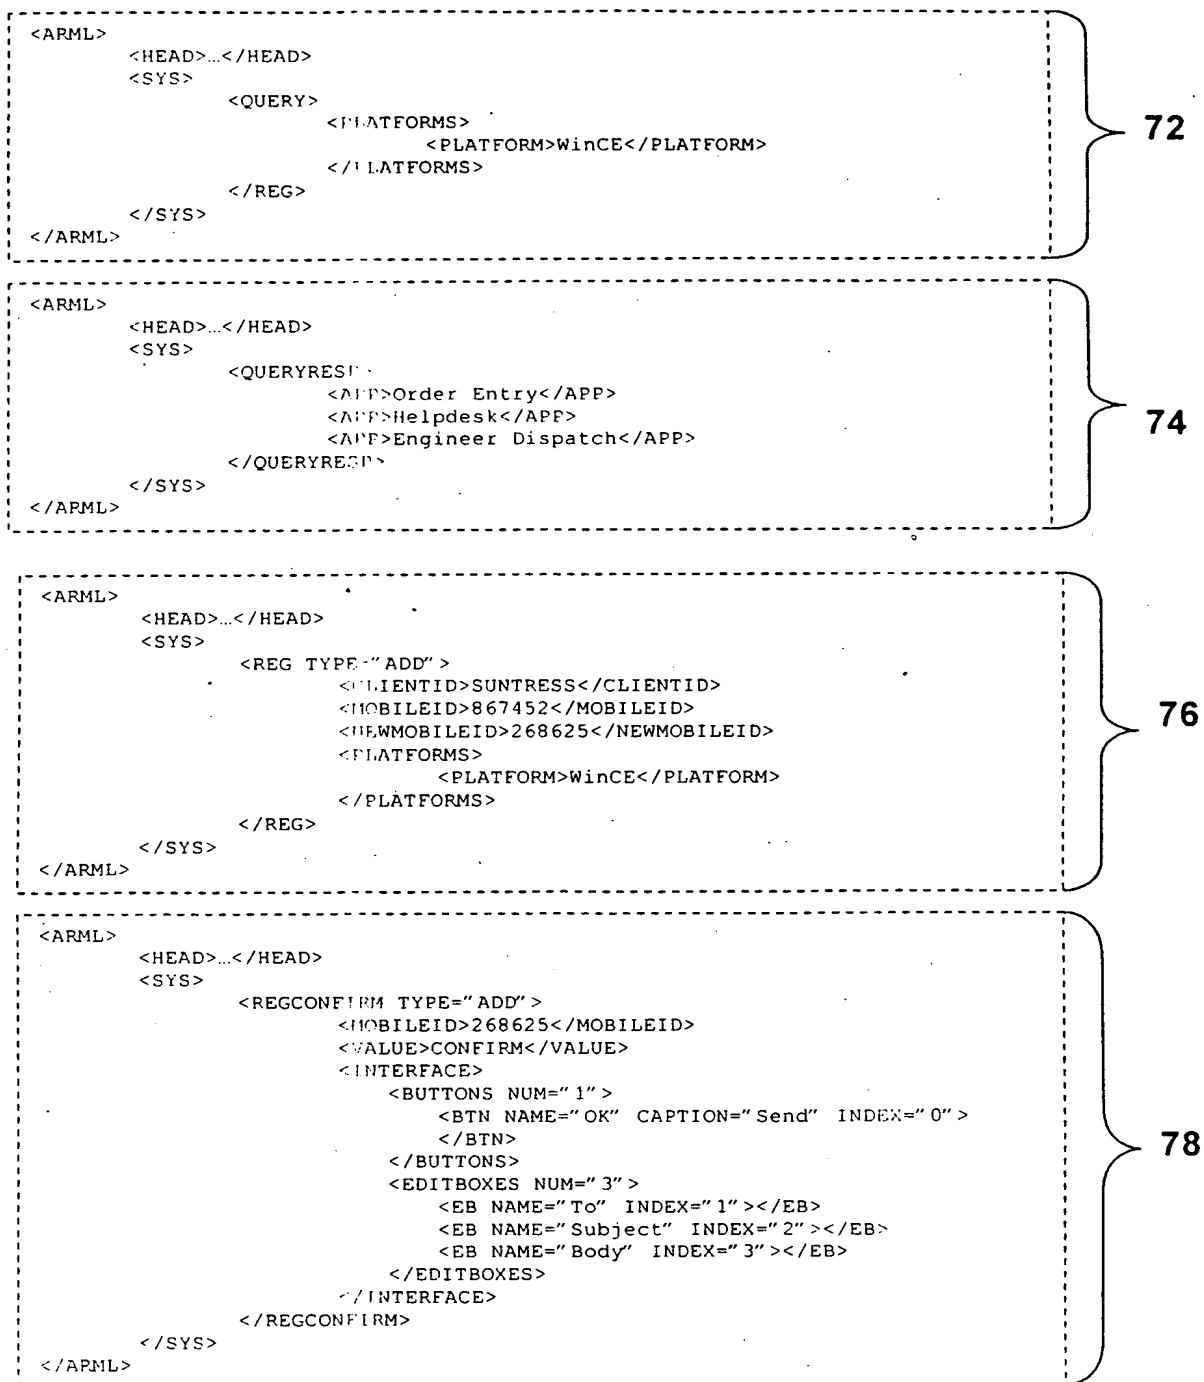 <ARML>
<HEAD>...</HEAD>
<SYS>
<QUERY>
<PLATFORMS>
<PLATFORM>WinCE</PLATFORM>
</PLATFORMS>
</REG>
</SYS>
</ARML>
72
<ARML>
<HEAD>...</HEAD>
<SYS>
<QUERYRESP>
<APP>Order Entry</APP>
<APP>Helpdesk</APP>
<APP>Engineer Dispatch</APP>
</QUERYRESP>
</SYS>
</ARML>
74
<ARML>
<HEAD>...</HEAD>
<SYS>
<REG TYPE="ADD">
<CLIENTID>SUNTRESS</CLIENTID>
<MOBILEID>867452</MOBILEID>
<NEWMOBILEID>268625</NEWMOBILEID>
<PLATFORMS>
<PLATFORM>WinCE</PLATFORM>
</PLATFORMS>
</REG>
</SYS>
</ARML>
76
<ARML>
<HEAD>...</HEAD>
<SYS>
<REGCONFIRM TYPE="ADD">
<MOBILEID>268625</MOBILEID>
<VALUE>CONFIRM</VALUE>
<INTERFACE>
<BUTTONS NUM="1">
<BTN NAME="OK" CAPTION="Send" INDEX="0">
</BTN>
</BUTTONS>
<EDITBOXES NUM="3">
<EB NAME="To" INDEX="1"></EB>
<EB NAME="Subject" INDEX="2"></EB>
<EB NAME="Body" INDEX="3"></EB>
</EDITBOXES>
</INTERFACE>
</REGCONFIRM>
</SYS>
</ARML>
78